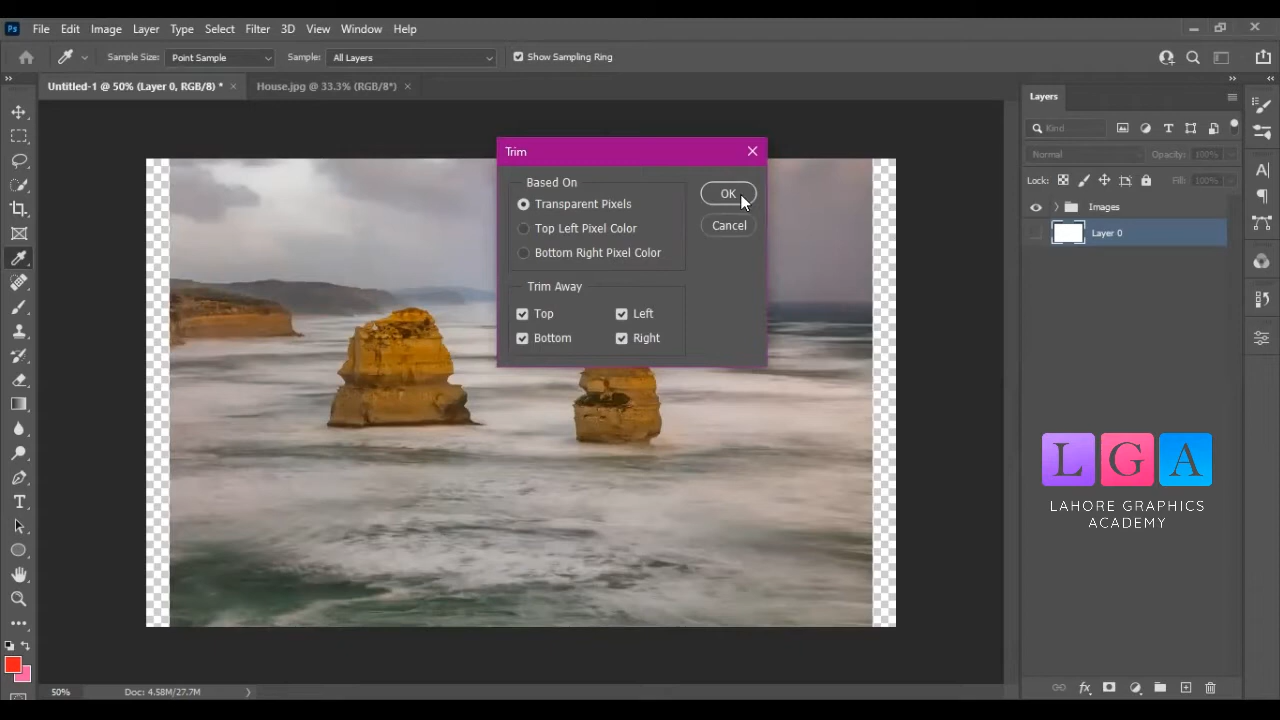 Ps File Edit Image Layer Type Select Filter 3D View Window Help
Sample Size: Point Sample Sample: All Layers Show Sampling Ring
Untitled-1 @ 50% (Layer 0, RGB/8) * × House.jpg @ 33.3% (RGB/8*) ×
Layers
Kind
Normal Opacity: 100%
Lock: Fill: 100%
Images
Layer 0
Trim
Based On
Transparent Pixels
Top Left Pixel Color
Bottom Right Pixel Color
OK
Cancel
Trim Away
Top Left
Bottom Right
LGA
LAHORE GRAPHICS
ACADEMY
50% Doc: 4.58M/27.7M